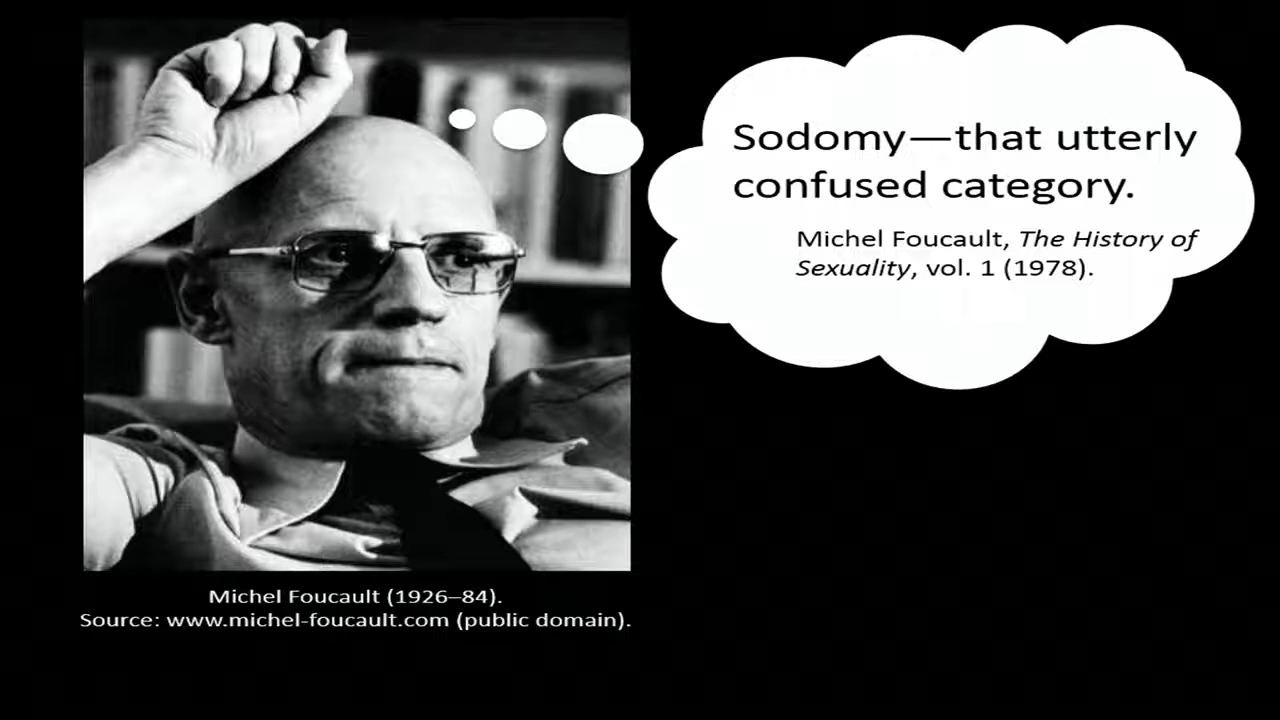 Sodomy—that utterly
confused category.
Michel Foucault, The History of
Sexuality, vol. 1 (1978).
Michel Foucault (1926–84).
Source: www.michel-foucault.com (public domain).